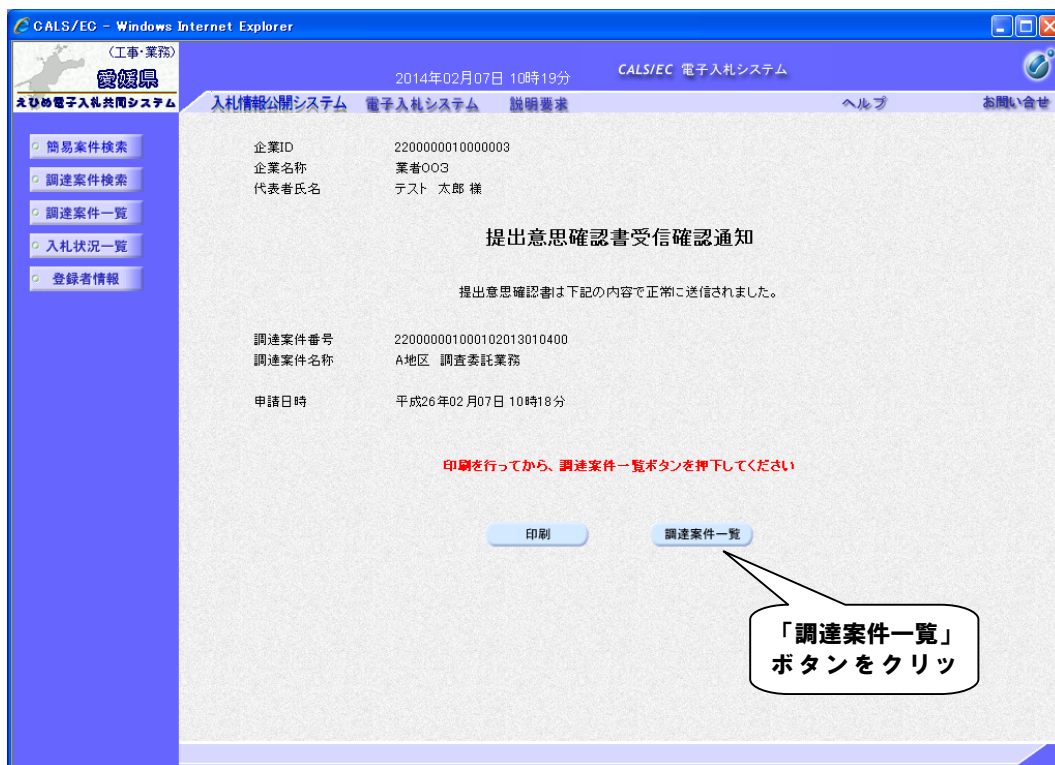 CALS/EC - Windows Internet Explorer
(工事･業務)
愛媛県
えひめ電子入札共同システム
2014年02月07日 10時19分
CALS/EC 電子入札システム
入札情報公開システム 電子入札システム 説明要求 ヘルプ お問い合せ
簡易案件検索
調達案件検索
調達案件一覧
入札状況一覧
登録者情報
企業ID 2200000010000003
企業名称 業者003
代表者氏名 テスト 太郎 様
提出意思確認書受信確認通知
提出意思確認書は下記の内容で正常に送信されました。
調達案件番号 2200000010001020130​10400
調達案件名称 A地区 調査委託業務
申請日時 平成26年02月07日 10時18分
印刷を行ってから、調達案件一覧ボタンを押下してください
印刷 調達案件一覧
「調達案件一覧」
ボタンをクリッ